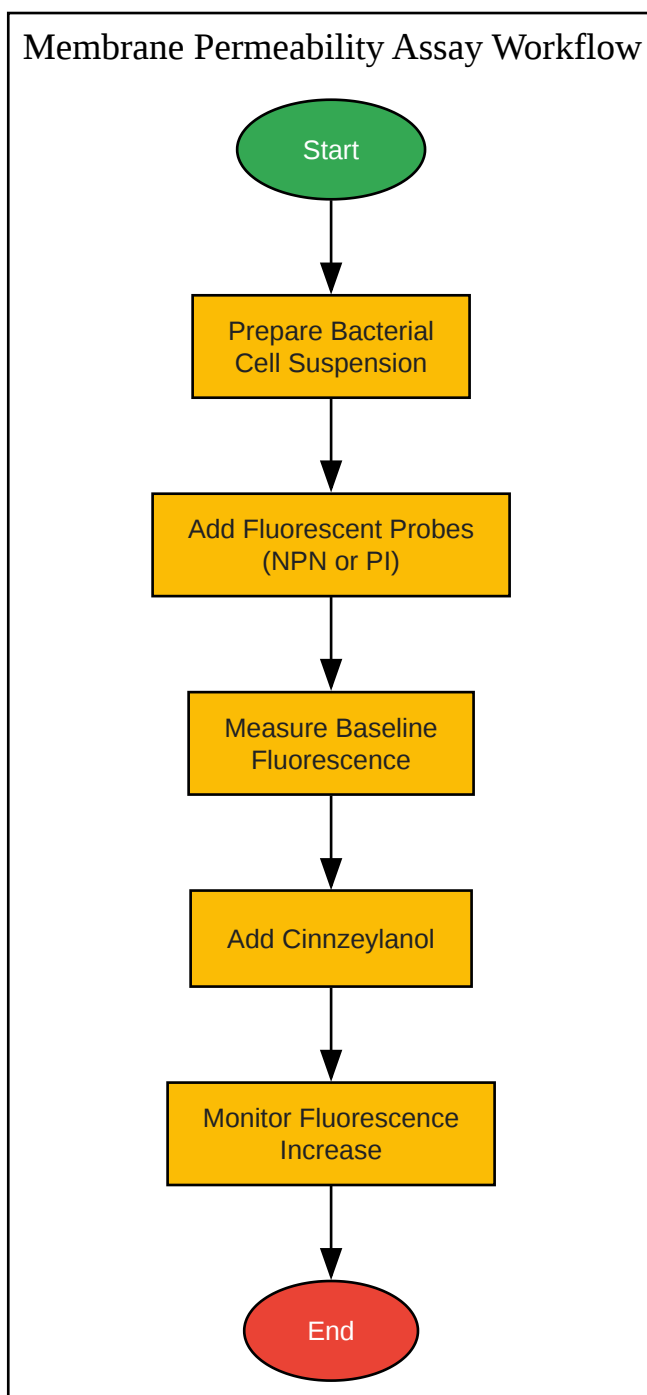 Membrane Permeability Assay Workflow
Start
Prepare Bacterial
Cell Suspension
Add Fluorescent Probes
(NPN or PI)
Measure Baseline
Fluorescence
Add Cinnzeylanol
Monitor Fluorescence
Increase
End